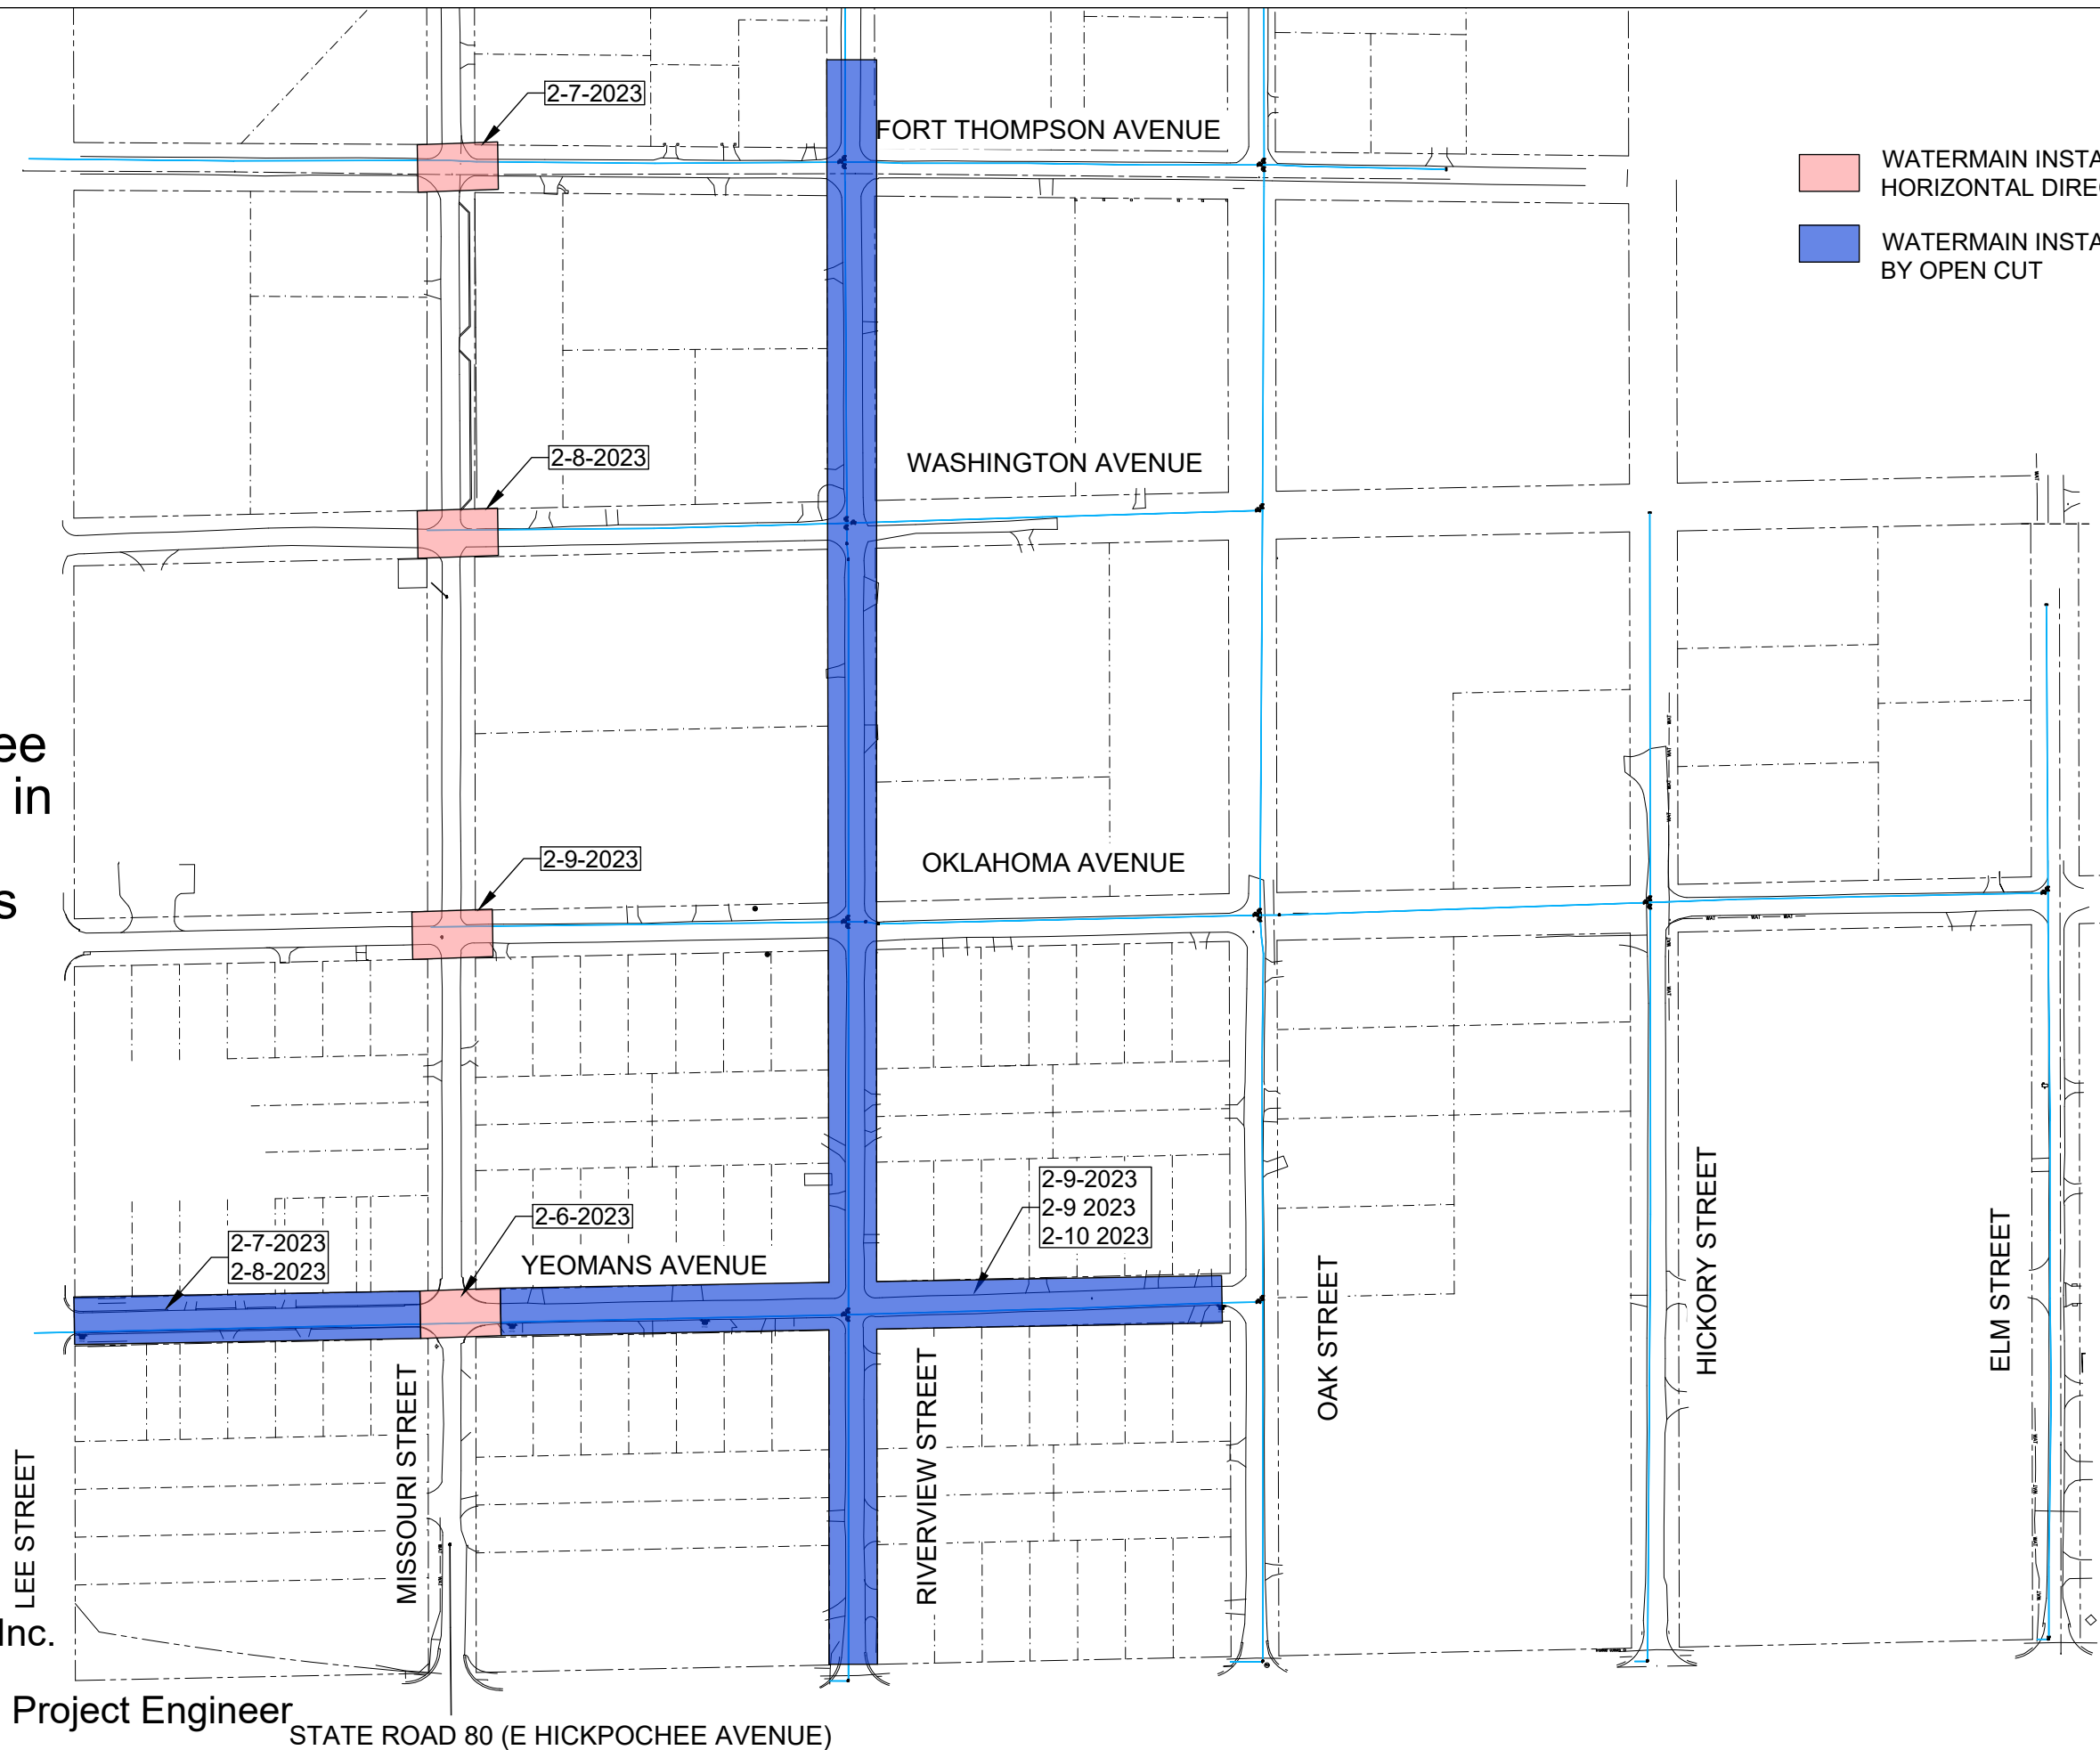 2-7-2023
FORT THOMPSON AVENUE
WATERMAIN INSTA
HORIZONTAL DIRE
WATERMAIN INSTA
BY OPEN CUT
2-8-2023
WASHINGTON AVENUE
ee
in
s
2-9-2023
OKLAHOMA AVENUE
2-9-2023
2-9 2023
2-10 2023
2-6-2023
2-7-2023
2-8-2023
YEOMANS AVENUE
LEE STREET
MISSOURI STREET
RIVERVIEW STREET
OAK STREET
HICKORY STREET
ELM STREET
Inc.
Project Engineer
STATE ROAD 80 (E HICKPOCHEE AVENUE)